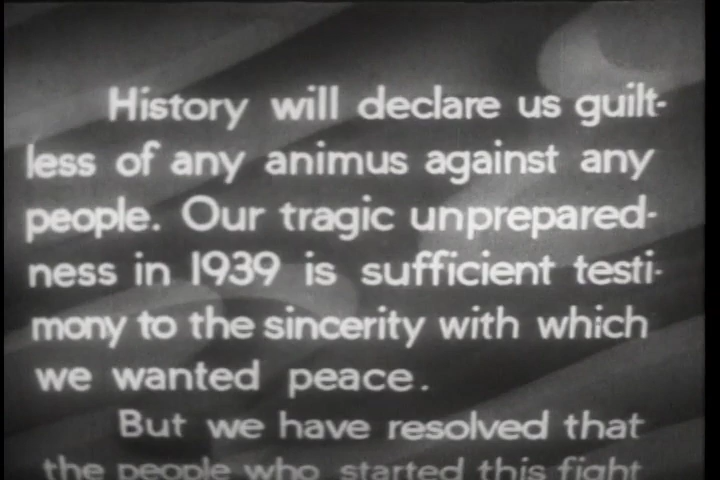 History will declare us guilt-
less of any animus against any
people. Our tragic unprepared-
ness in 1939 is sufficient testi-
mony to the sincerity with which
we wanted peace.
But we have resolved that
the people who started this fight